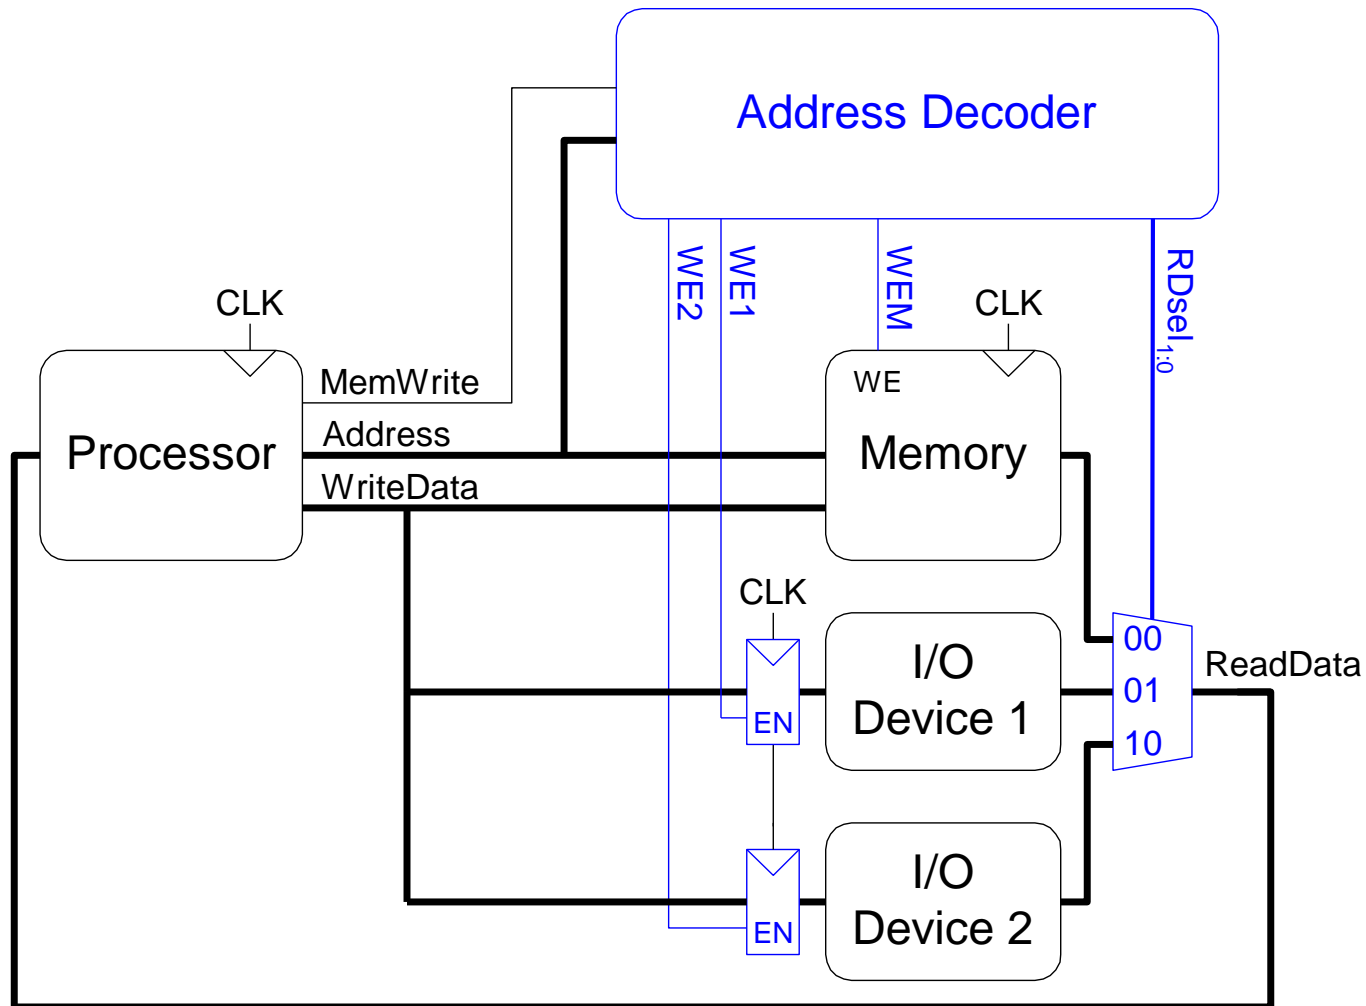 Address Decoder
WE2
WE1
WEM
RDsel1:0
CLK
CLK
MemWrite
WE
Processor
Address
Memory
WriteData
CLK
I/O
Device 1
EN
00
01
10
ReadData
I/O
Device 2
EN